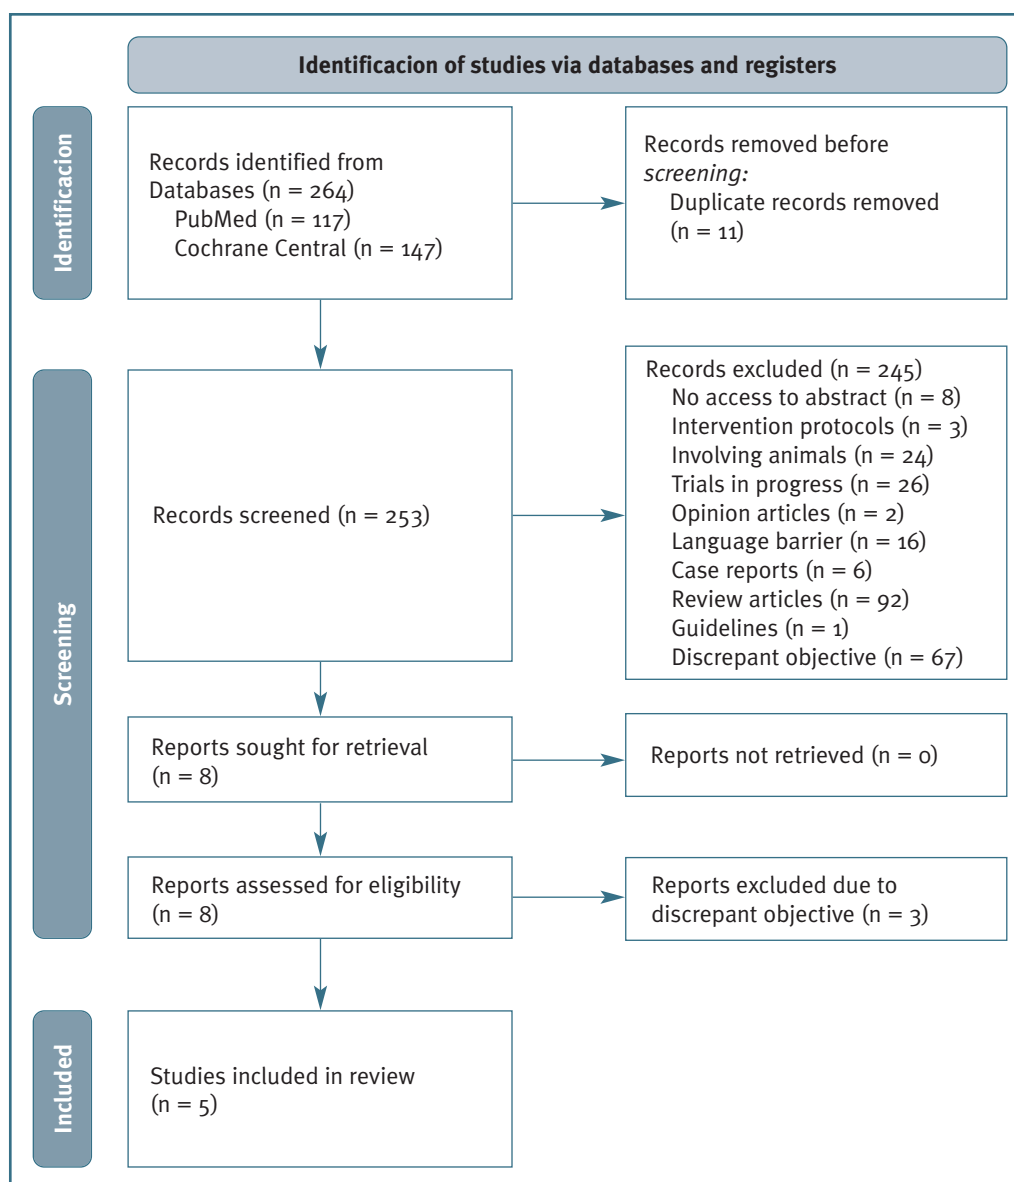 Identificacion of studies via databases and registers
Identificacion
Records identified from
Databases (n = 264)
PubMed (n = 117)
Cochrane Central (n = 147)
Records removed before
screening:
Duplicate records removed
(n = 11)
Screening
Records screened (n = 253)
Records excluded (n = 245)
No access to abstract (n = 8)
Intervention protocols (n = 3)
Involving animals (n = 24)
Trials in progress (n = 26)
Opinion articles (n = 2)
Language barrier (n = 16)
Case reports (n = 6)
Review articles (n = 92)
Guidelines (n = 1)
Discrepant objective (n = 67)
Reports sought for retrieval
(n = 8)
Reports not retrieved (n = 0)
Reports assessed for eligibility
(n = 8)
Reports excluded due to
discrepant objective (n = 3)
Included
Studies included in review
(n = 5)